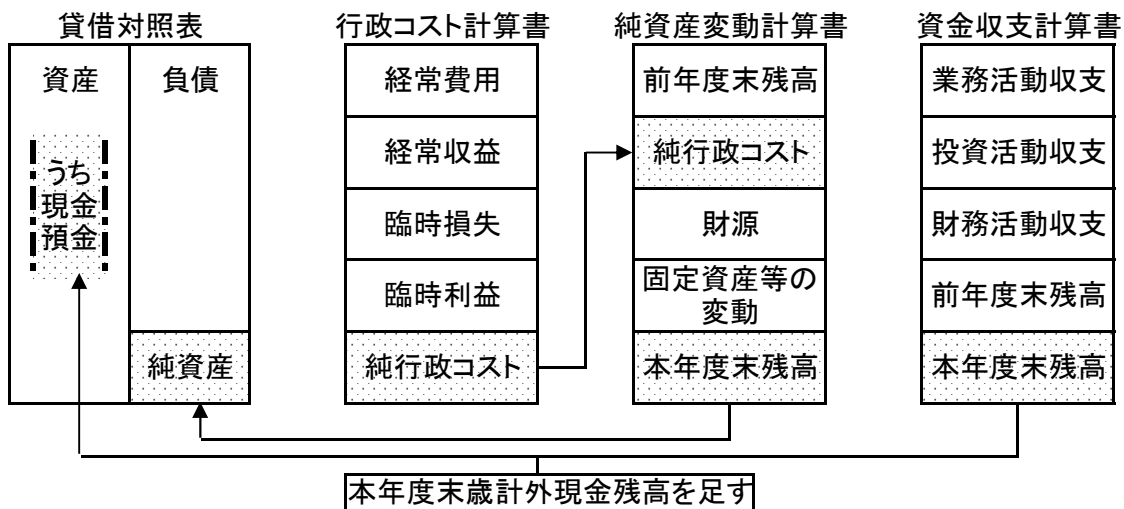 貸借対照表
資産
負債
うち
現金
預金
純資産
行政コスト計算書
経常費用
経常収益
臨時損失
臨時利益
純行政コスト
純資産変動計算書
前年度末残高
純行政コスト
財源
固定資産等の
変動
本年度末残高
資金収支計算書
業務活動収支
投資活動収支
財務活動収支
前年度末残高
本年度末残高
本年度末歳計外現金残高を足す